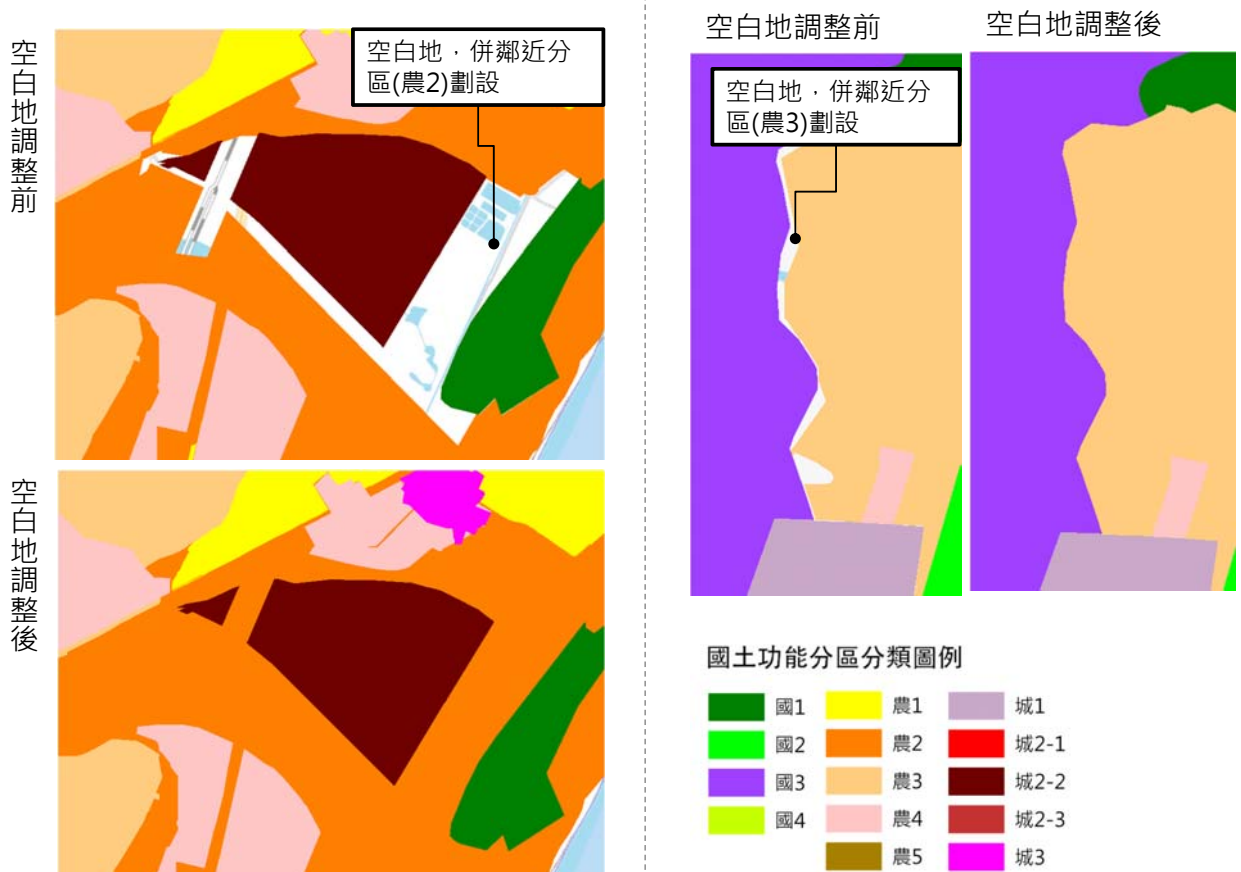 空白地調整前
空白地，併鄰近分
區(農2)劃設
空白地調整後
空白地調整前
空白地調整後
空白地，併鄰近分
區(農3)劃設
國土功能分區分類圖例
國1
農1
城1
國2
農2
城2-1
國3
農3
城2-2
國4
農4
城2-3
農5
城3